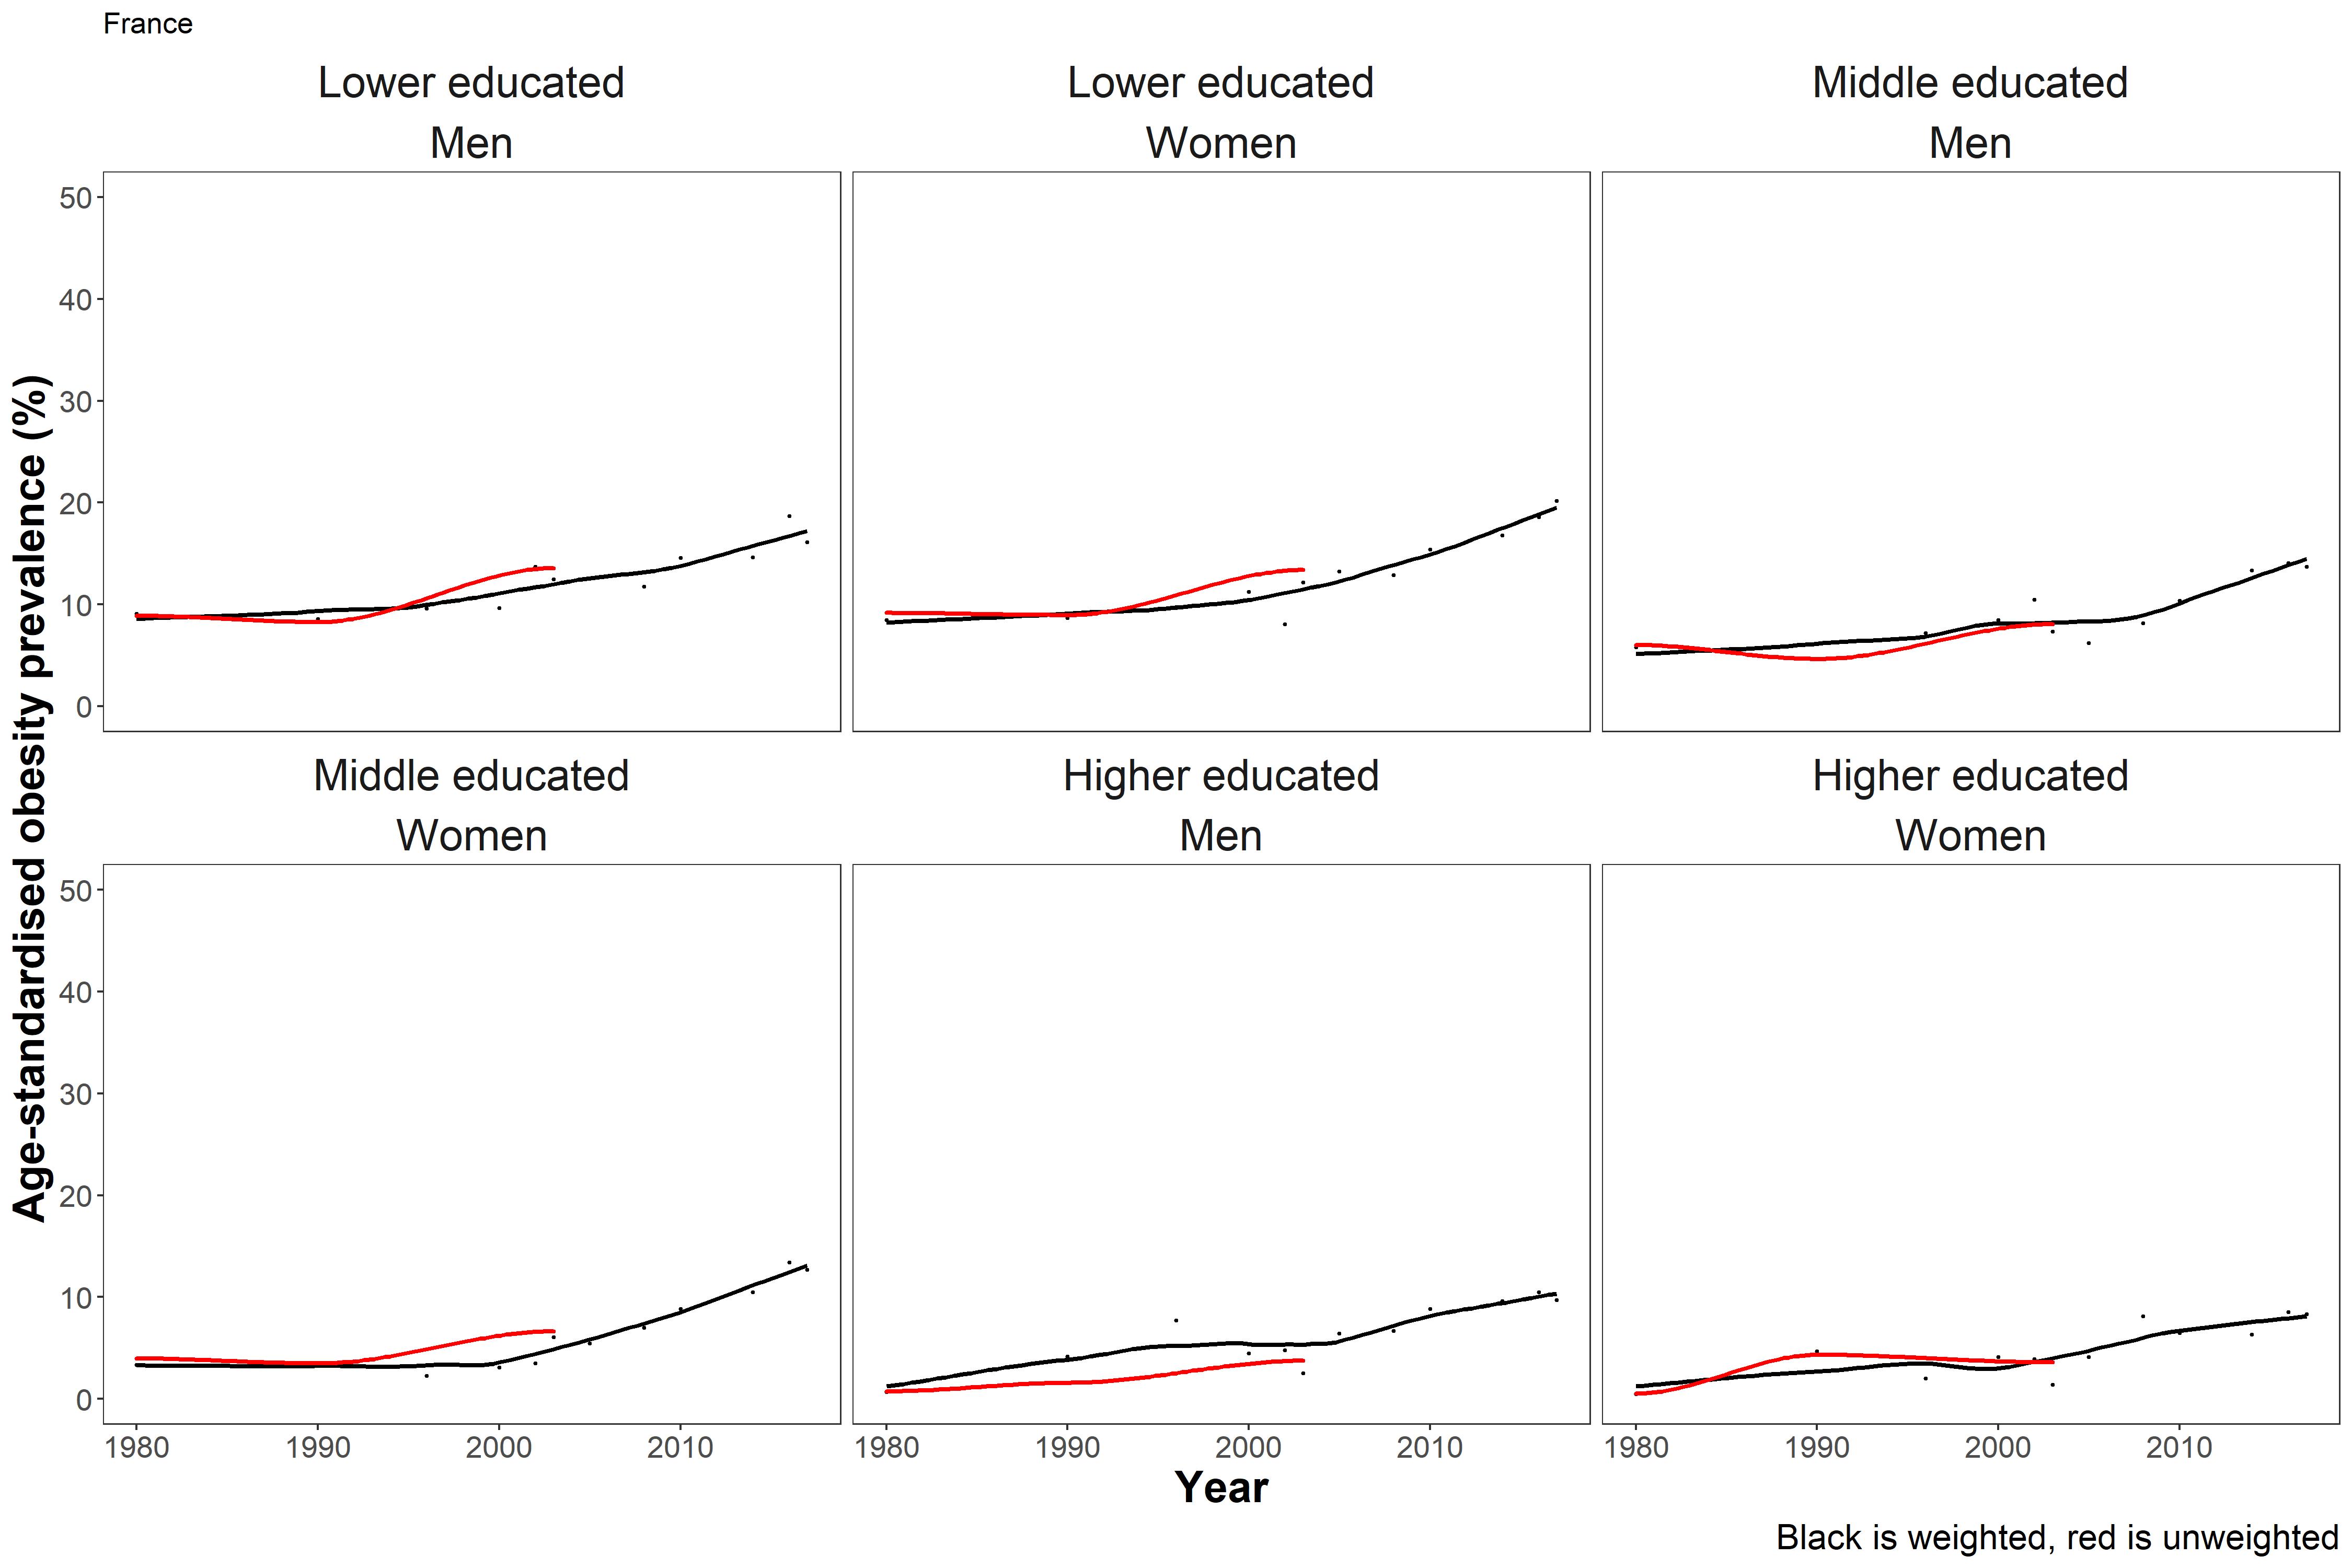 France
Lower educated
Men
Lower educated
Women
Middle educated
Men
50
40
30
20
10
0
Middle educated
Women
Higher educated
Men
Higher educated
Women
50
40
30
20
10
0
1980 1990 2000 2010
1980 1990 2000 2010
1980 1990 2000 2010
Age-standardised obesity prevalence (%)
Year
Black is weighted, red is unweighted